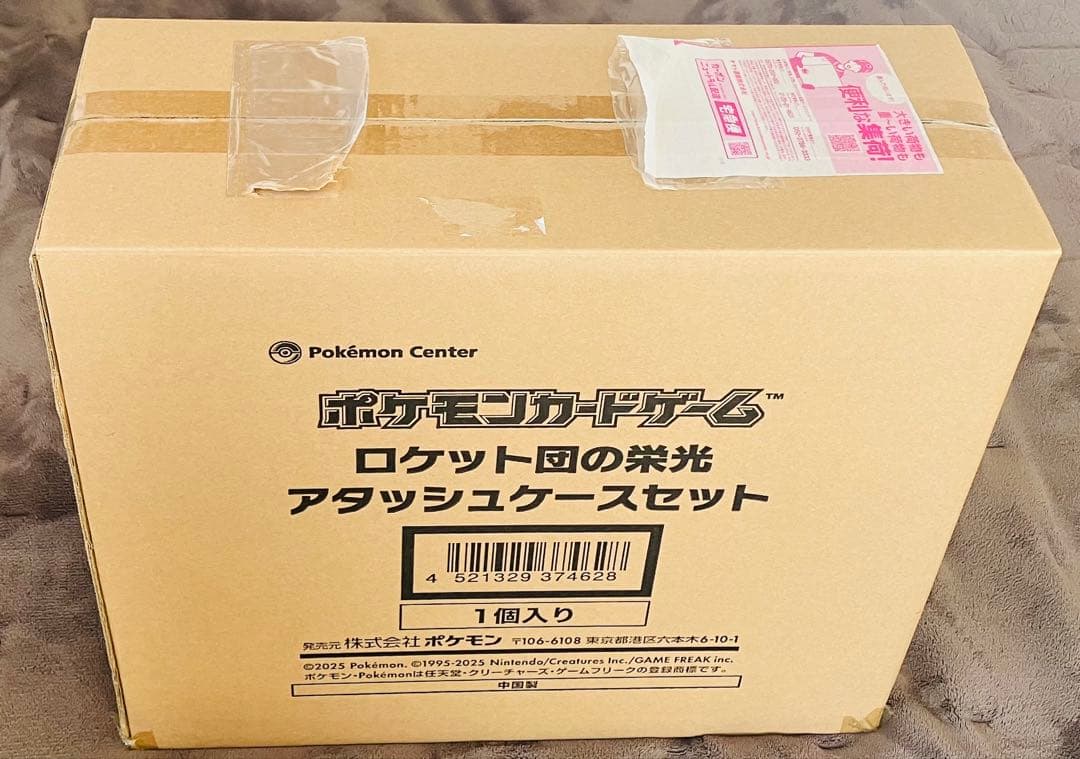 大きい荷物も
重〜い荷物も
便利な集荷!
宅急便
Pokémon Center
ポケモンカードゲーム™
ロケット団の栄光
アタッシュケースセット
4 521329 374628
1個入り
発売元 株式会社 ポケモン 〒106-6108 東京都港区六本木6-10-1
©2025 Pokémon. ©1995-2025 Nintendo/Creatures Inc./GAME FREAK inc.
ポケモン・Pokémonは任天堂・クリーチャーズ・ゲームフリークの登録商標です。
中国製